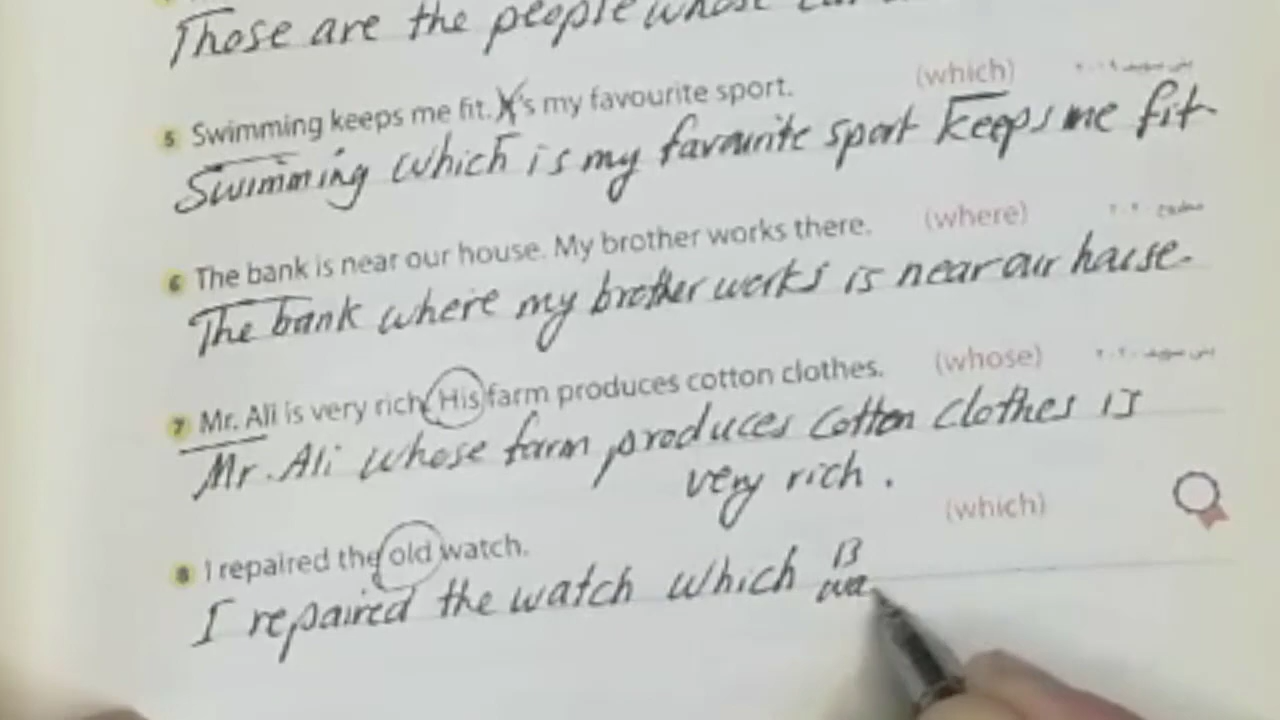 Those are the people whose
5 Swimming keeps me fit. X's my favourite sport. (which)
Swimming which is my favourite sport keeps me fit.
6 The bank is near our house. My brother works there. (where)
The bank where my brother works is near our house.
7 Mr. Ali is very rich His farm produces cotton clothes. (whose)
Mr. Ali whose farm produces cotton clothes is
very rich.
8 I repaired the old watch. (which)
I repaired the watch which is
wa